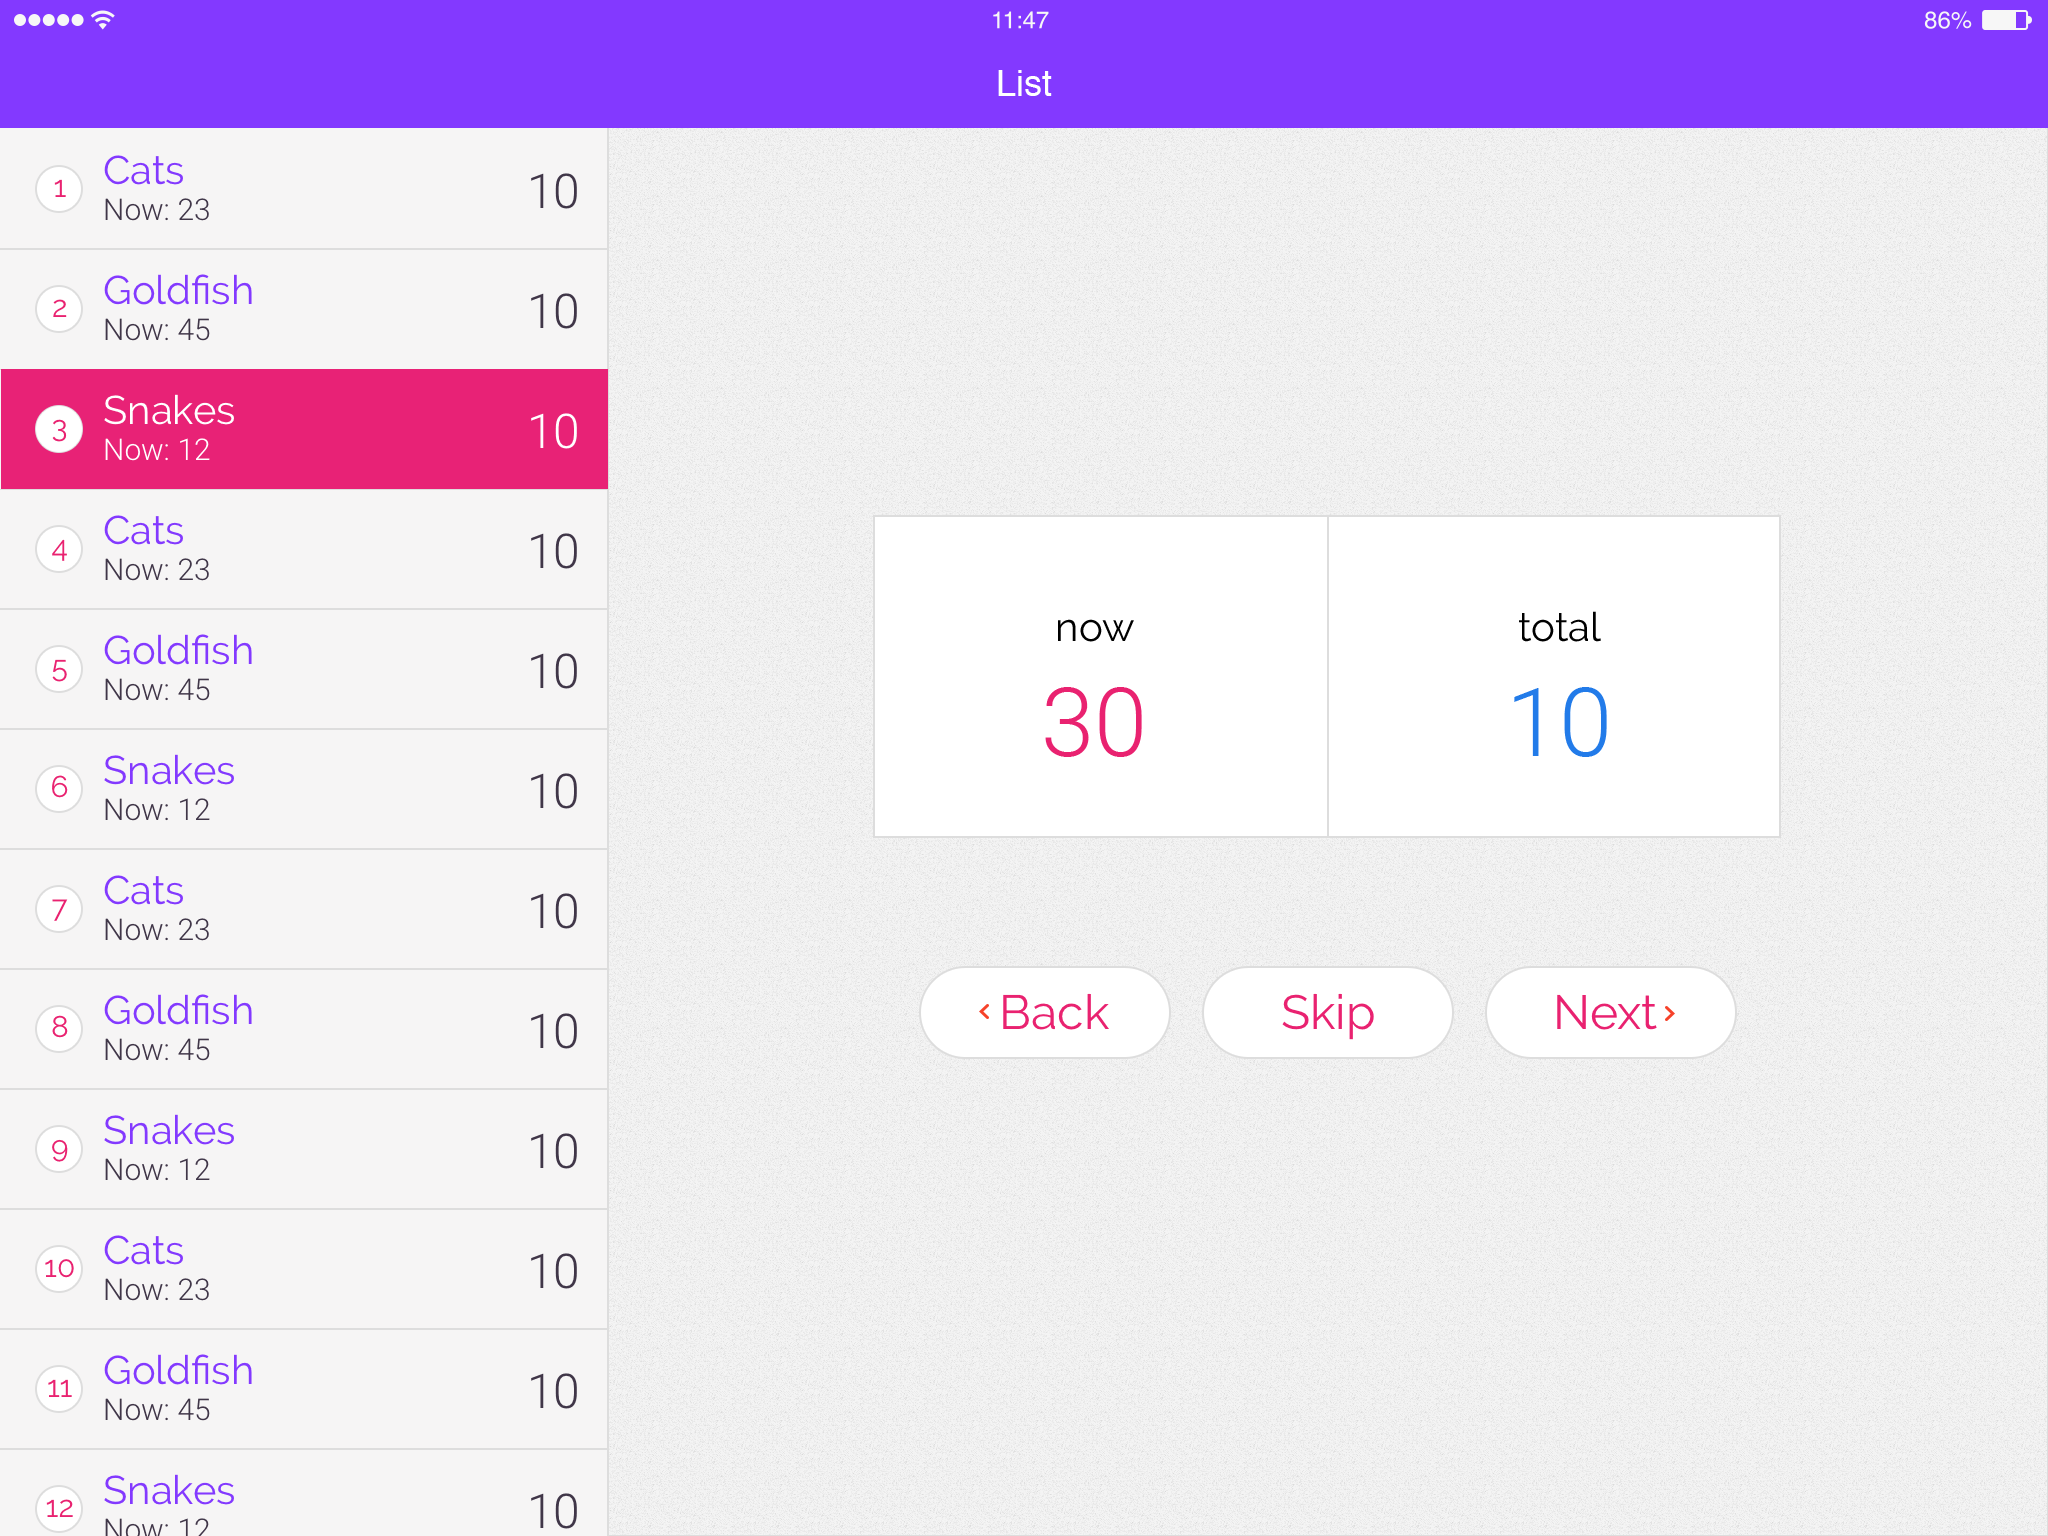 11:47
86%
List
1
Cats
Now: 23
10
2
Goldfish
Now: 45
10
3
Snakes
Now: 12
10
4
Cats
Now: 23
10
5
Goldfish
Now: 45
10
6
Snakes
Now: 12
10
7
Cats
Now: 23
10
8
Goldfish
Now: 45
10
9
Snakes
Now: 12
10
10
Cats
Now: 23
10
11
Goldfish
Now: 45
10
12
Snakes
Now: 12
10
now
30
total
10
‹ Back
Skip
Next ›